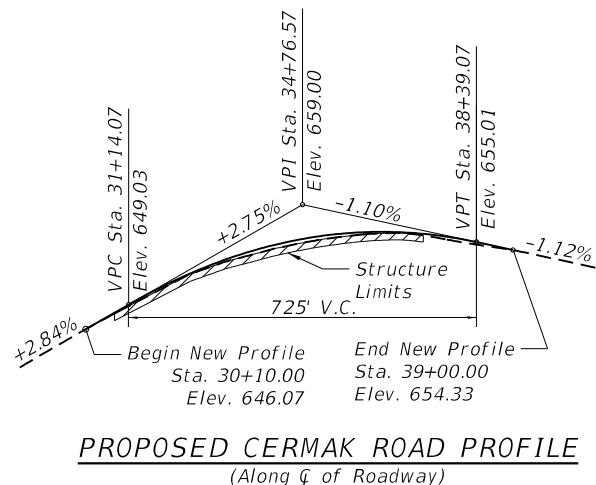 VPC Sta. 31+14.07
Elev. 649.03
VPI Sta. 34+76.57
Elev. 659.00
VPT Sta. 38+39.07
Elev. 655.01
+2.75%
-1.10%
-1.12%
+2.84%
Structure
Limits
725' V.C.
Begin New Profile
Sta. 30+10.00
Elev. 646.07
End New Profile
Sta. 39+00.00
Elev. 654.33
PROPOSED CERMAK ROAD PROFILE
(Along ℄ of Roadway)